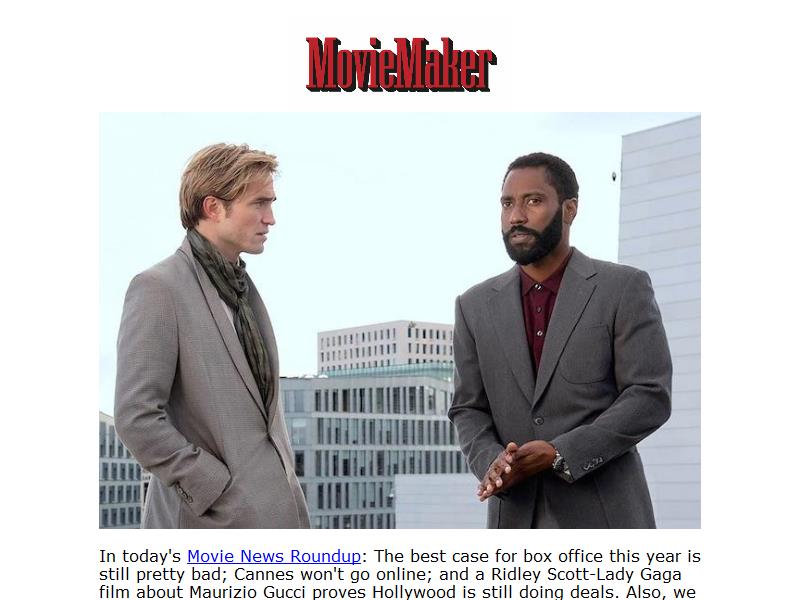 MovieMaker
In today's Movie News Roundup: The best case for box office this year is
still pretty bad; Cannes won't go online; and a Ridley Scott-Lady Gaga
film about Maurizio Gucci proves Hollywood is still doing deals. Also, we